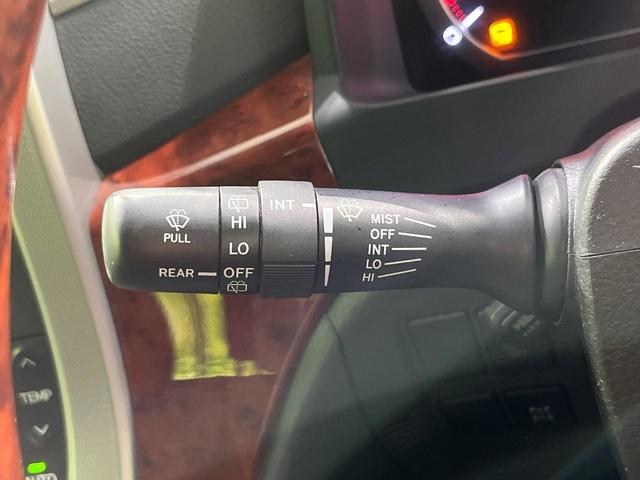 PULL
REAR
HI
LO
OFF
INT
MIST
OFF
INT
LO
HI
TEMP